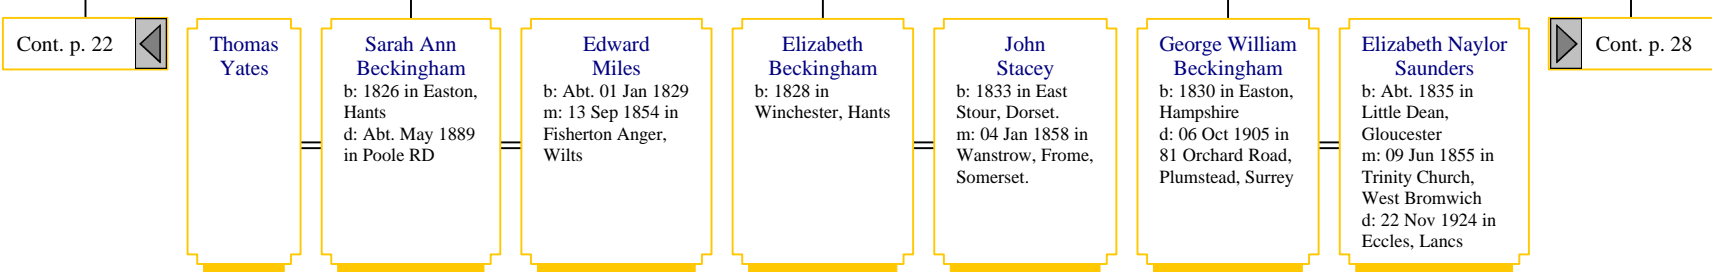 Cont. p. 22
Thomas
Yates
Sarah Ann
Beckingham
b: 1826 in Easton,
Hants
d: Abt. May 1889
in Poole RD
Edward
Miles
b: Abt. 01 Jan 1829
m: 13 Sep 1854 in
Fisherton Anger,
Wilts
Elizabeth
Beckingham
b: 1828 in
Winchester, Hants
John
Stacey
b: 1833 in East
Stour, Dorset.
m: 04 Jan 1858 in
Wanstrow, Frome,
Somerset.
George William
Beckingham
b: 1830 in Easton,
Hampshire
d: 06 Oct 1905 in
81 Orchard Road,
Plumstead, Surrey
Elizabeth Naylor
Saunders
b: Abt. 1835 in
Little Dean,
Gloucester
m: 09 Jun 1855 in
Trinity Church,
West Bromwich
d: 22 Nov 1924 in
Eccles, Lancs
Cont. p. 28